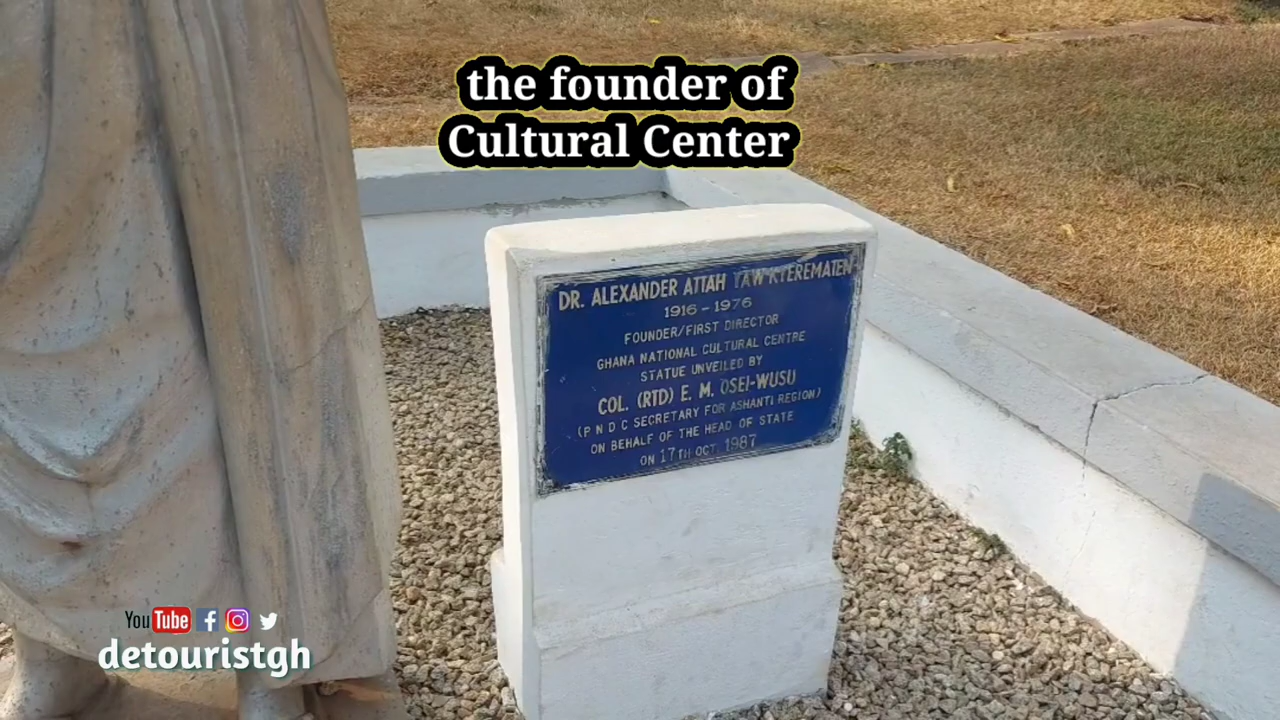 the founder of
Cultural Center
DR. ALEXANDER ATTAH YAW KYEREMATEN
1916 - 1976
FOUNDER/FIRST DIRECTOR
GHANA NATIONAL CULTURAL CENTRE
STATUE UNVEILED BY
COL. (RTD) E. M. OSEI-WUSU
(P N D C SECRETARY FOR ASHANTI REGION)
ON BEHALF OF THE HEAD OF STATE
ON 17TH OCT. 1987
YouTube
detouristgh